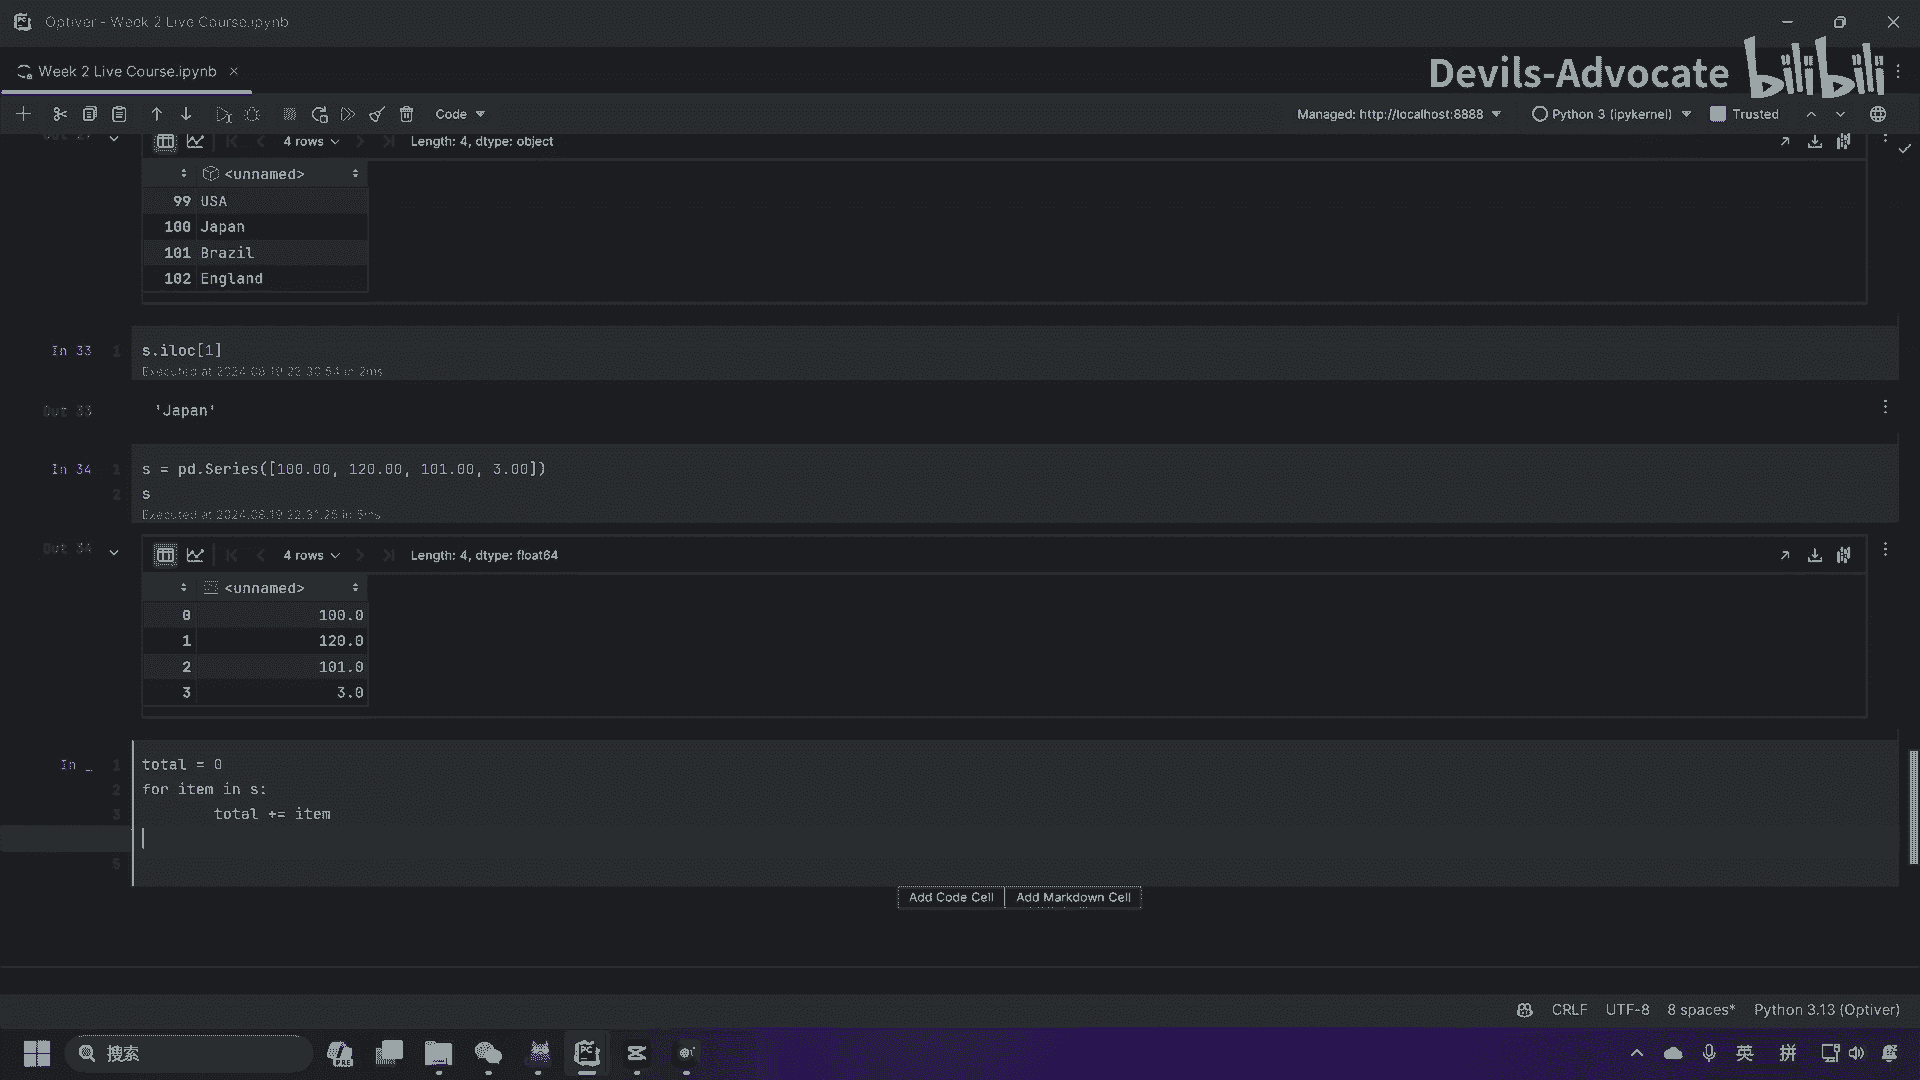 Optiver - Week 2 Live Course.ipynb
Week 2 Live Course.ipynb
Devils-Advocate bilibili
Code
Managed: http://localhost:8888
Python 3 (ipykernel)
Trusted
4 rows
Length: 4, dtype: object
<unnamed>
99 USA
100 Japan
101 Brazil
102 England
In 33
1 s.iloc[1]
Executed at 2024.08.19 22:30:54 in 2ms
Out 33
'Japan'
In 34
1 s = pd.Series([100.00, 120.00, 101.00, 3.00])
2 s
Executed at 2024.08.19 22:31:26 in 5ms
Out 34
4 rows
Length: 4, dtype: float64
<unnamed>
0 100.0
1 120.0
2 101.0
3 3.0
In _
1 total = 0
2 for item in s:
3 total += item
5
Add Code Cell Add Markdown Cell
CRLF UTF-8 8 spaces* Python 3.13 (Optiver)
搜索
英 拼